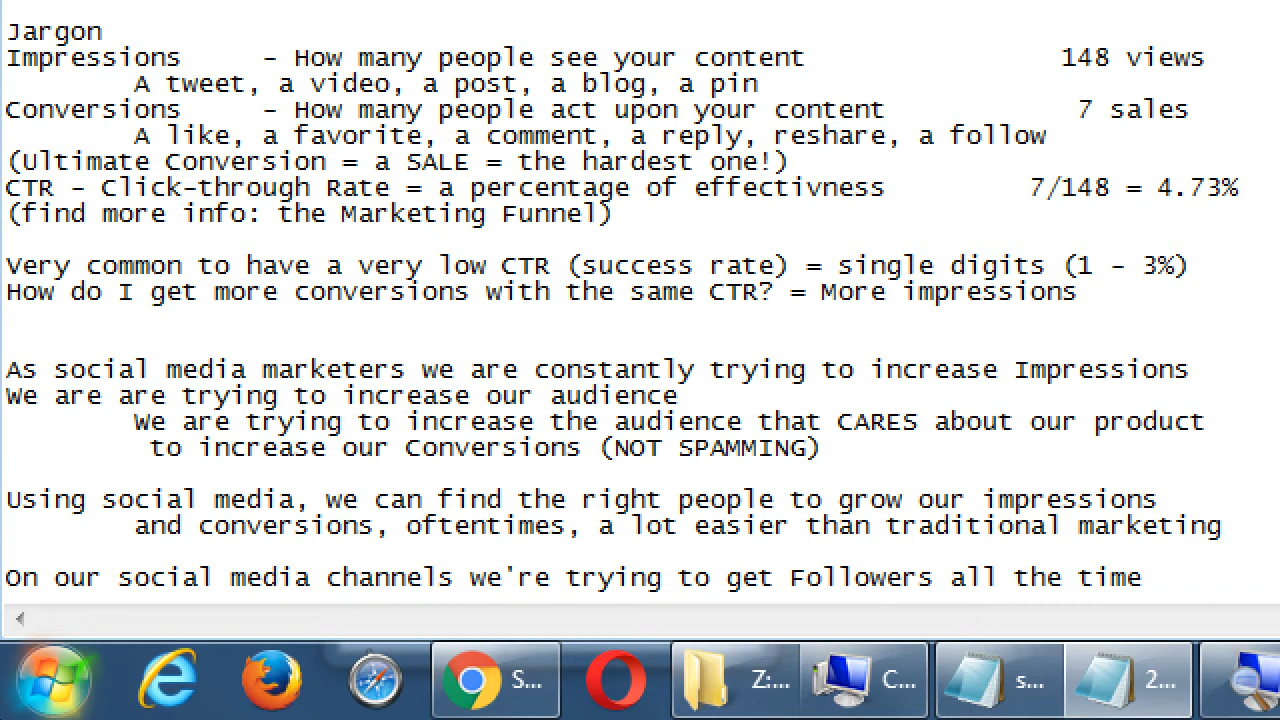 Jargon
Impressions - How many people see your content 148 views
A tweet, a video, a post, a blog, a pin
Conversions - How many people act upon your content 7 sales
A like, a favorite, a comment, a reply, reshare, a follow
(Ultimate Conversion = a SALE = the hardest one!)
CTR - Click-through Rate = a percentage of effectivness 7/148 = 4.73%
(find more info: the Marketing Funnel)
Very common to have a very low CTR (success rate) = single digits (1 - 3%)
How do I get more conversions with the same CTR? = More impressions
As social media marketers we are constantly trying to increase Impressions
We are are trying to increase our audience
We are trying to increase the audience that CARES about our product
to increase our Conversions (NOT SPAMMING)
Using social media, we can find the right people to grow our impressions
and conversions, oftentimes, a lot easier than traditional marketing
On our social media channels we're trying to get Followers all the time
S... Z:... C... s... 2...